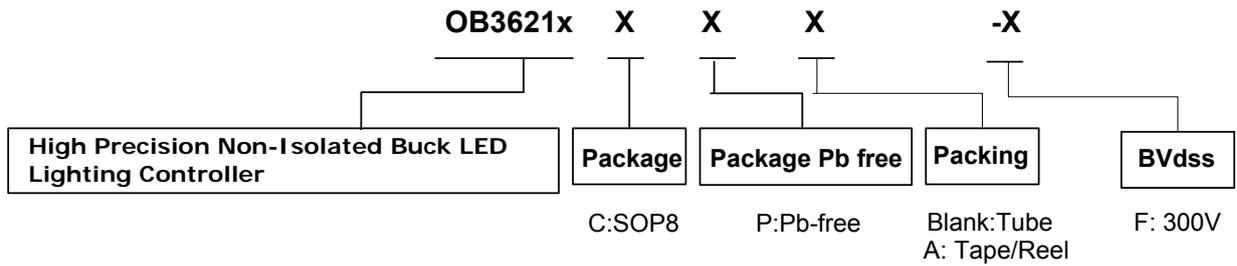 OB3621x X X X -X
High Precision Non-Isolated Buck LED
Lighting Controller
Package
Package Pb free
Packing
BVdss
C:SOP8
P:Pb-free
Blank:Tube
A: Tape/Reel
F: 300V